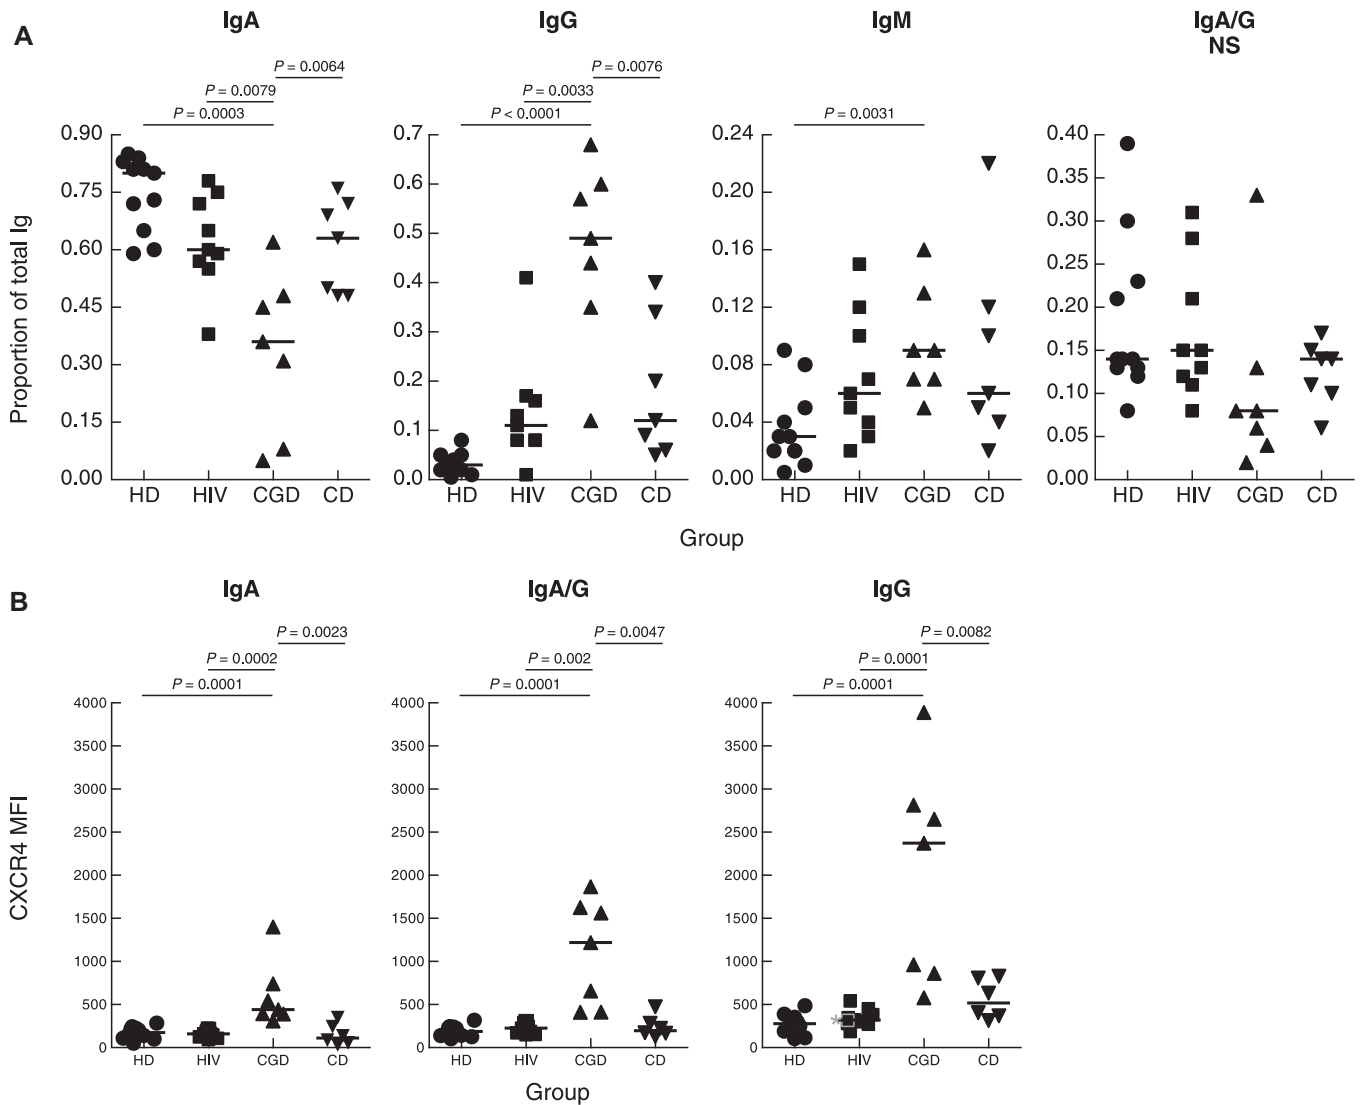 A
IgA
IgG
IgM
IgA/G
NS
P = 0.0064
P = 0.0079
P = 0.0003
P = 0.0076
P = 0.0033
P < 0.0001
P = 0.0031
Proportion of total Ig
0.90
0.75
0.60
0.45
0.30
0.15
0.00
HD HIV CGD CD
0.7
0.6
0.5
0.4
0.3
0.2
0.1
0.0
HD HIV CGD CD
0.24
0.20
0.16
0.12
0.08
0.04
0.00
HD HIV CGD CD
0.40
0.35
0.30
0.25
0.20
0.15
0.10
0.05
0.00
HD HIV CGD CD
Group
B
IgA
IgA/G
IgG
P = 0.0023
P = 0.0002
P = 0.0001
P = 0.0047
P = 0.002
P = 0.0001
P = 0.0082
P = 0.0001
P = 0.0001
CXCR4 MFI
4000
3500
3000
2500
2000
1500
1000
500
0
HD HIV CGD CD
4000
3500
3000
2500
2000
1500
1000
500
0
HD HIV CGD CD
4000
3500
3000
2500
2000
1500
1000
500
0
*
HD HIV CGD CD
Group